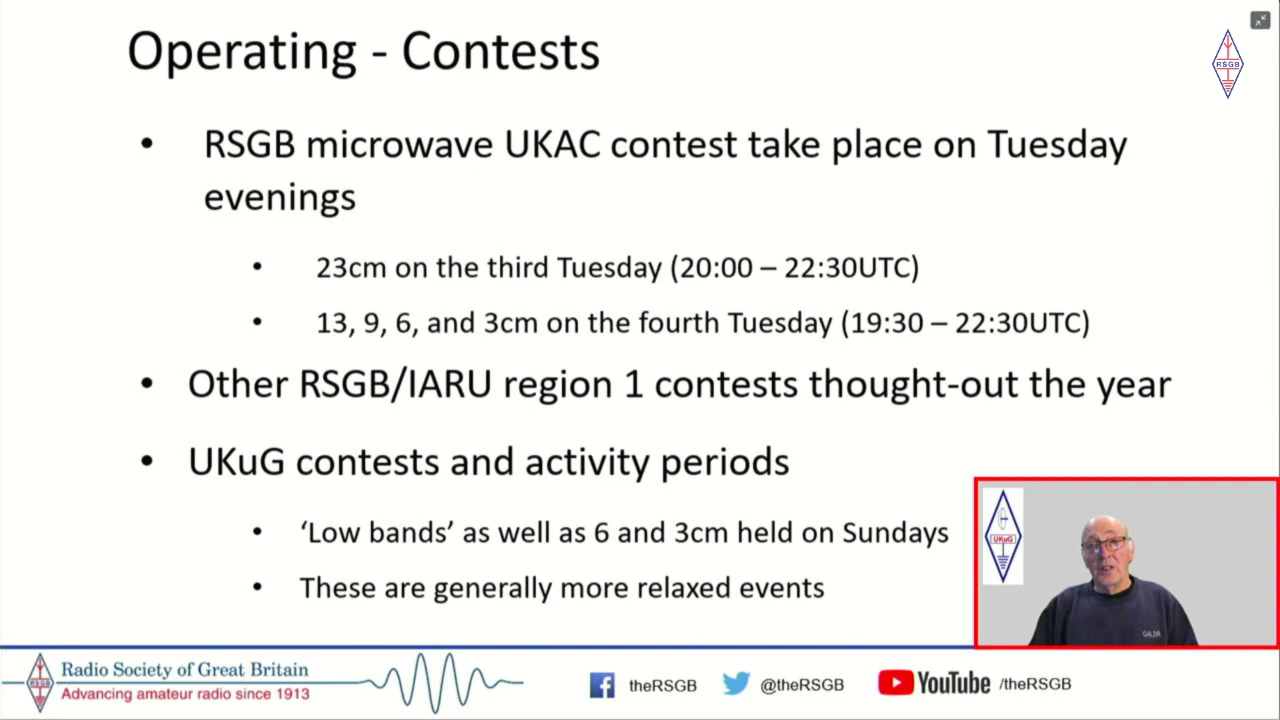 Operating - Contests
RSGB
• RSGB microwave UKAC contest take place on Tuesday
evenings
• 23cm on the third Tuesday (20:00 – 22:30UTC)
• 13, 9, 6, and 3cm on the fourth Tuesday (19:30 – 22:30UTC)
• Other RSGB/IARU region 1 contests thought-out the year
• UKuG contests and activity periods
• ‘Low bands’ as well as 6 and 3cm held on Sundays
• These are generally more relaxed events
UKuG
G4LDR
RSGB
Radio Society of Great Britain
Advancing amateur radio since 1913
theRSGB
@theRSGB
YouTube /theRSGB